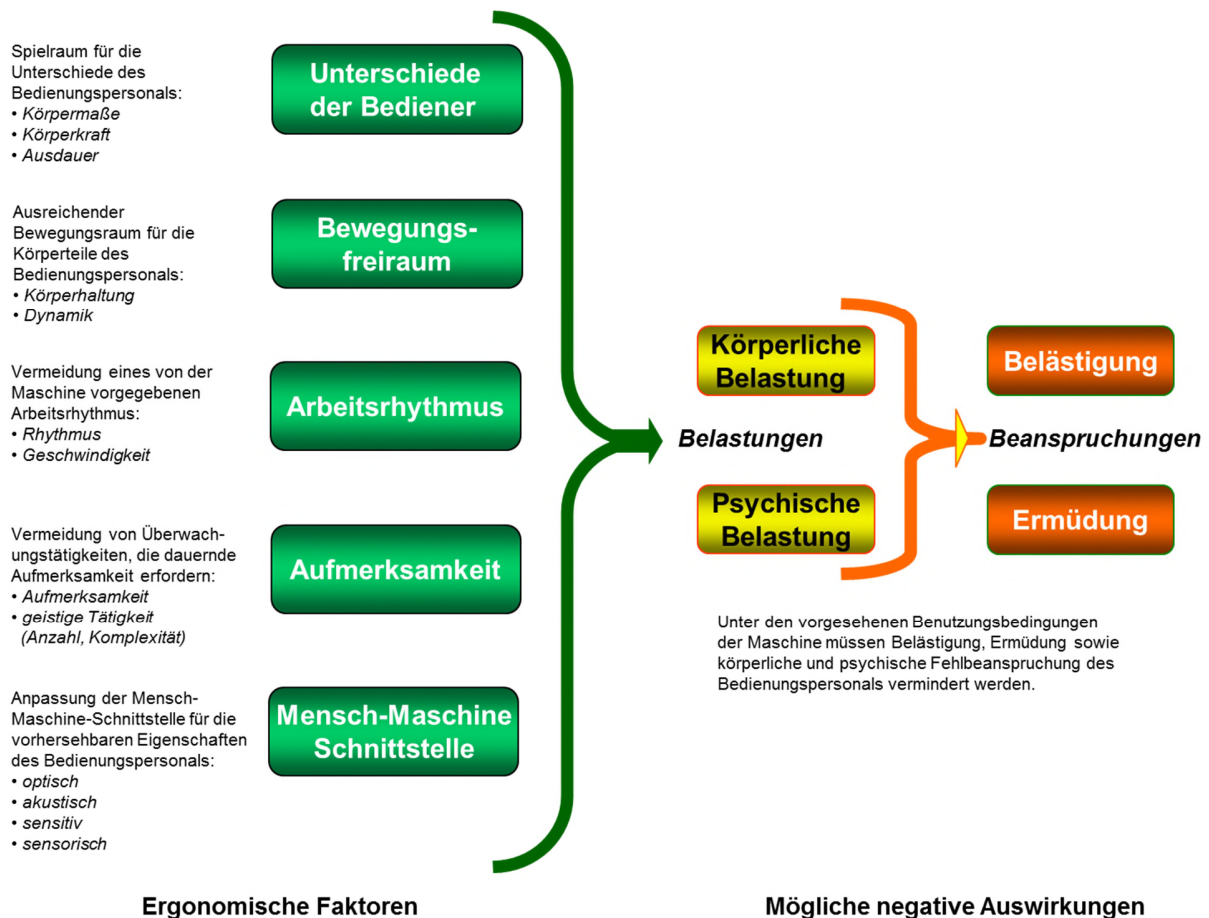 Spielraum für die
Unterschiede des
Bedienungspersonals:
• Körpermaße
• Körperkraft
• Ausdauer
Unterschiede
der Bediener
Ausreichender
Bewegungsraum für die
Körperteile des
Bedienungspersonals:
• Körperhaltung
• Dynamik
Bewegungs-
freiraum
Vermeidung eines von der
Maschine vorgegebenen
Arbeitsrhythmus:
• Rhythmus
• Geschwindigkeit
Arbeitsrhythmus
Vermeidung von Überwach-
ungstätigkeiten, die dauernde
Aufmerksamkeit erfordern:
• Aufmerksamkeit
• geistige Tätigkeit
(Anzahl, Komplexität)
Aufmerksamkeit
Anpassung der Mensch-
Maschine-Schnittstelle für die
vorhersehbaren Eigenschaften
des Bedienungspersonals:
• optisch
• akustisch
• sensitiv
• sensorisch
Mensch-Maschine
Schnittstelle
Ergonomische Faktoren
Körperliche
Belastung
Belastungen
Psychische
Belastung
Belästigung
Beanspruchungen
Ermüdung
Unter den vorgesehenen Benutzungsbedingungen
der Maschine müssen Belästigung, Ermüdung sowie
körperliche und psychische Fehlbeanspruchung des
Bedienungspersonals vermindert werden.
Mögliche negative Auswirkungen